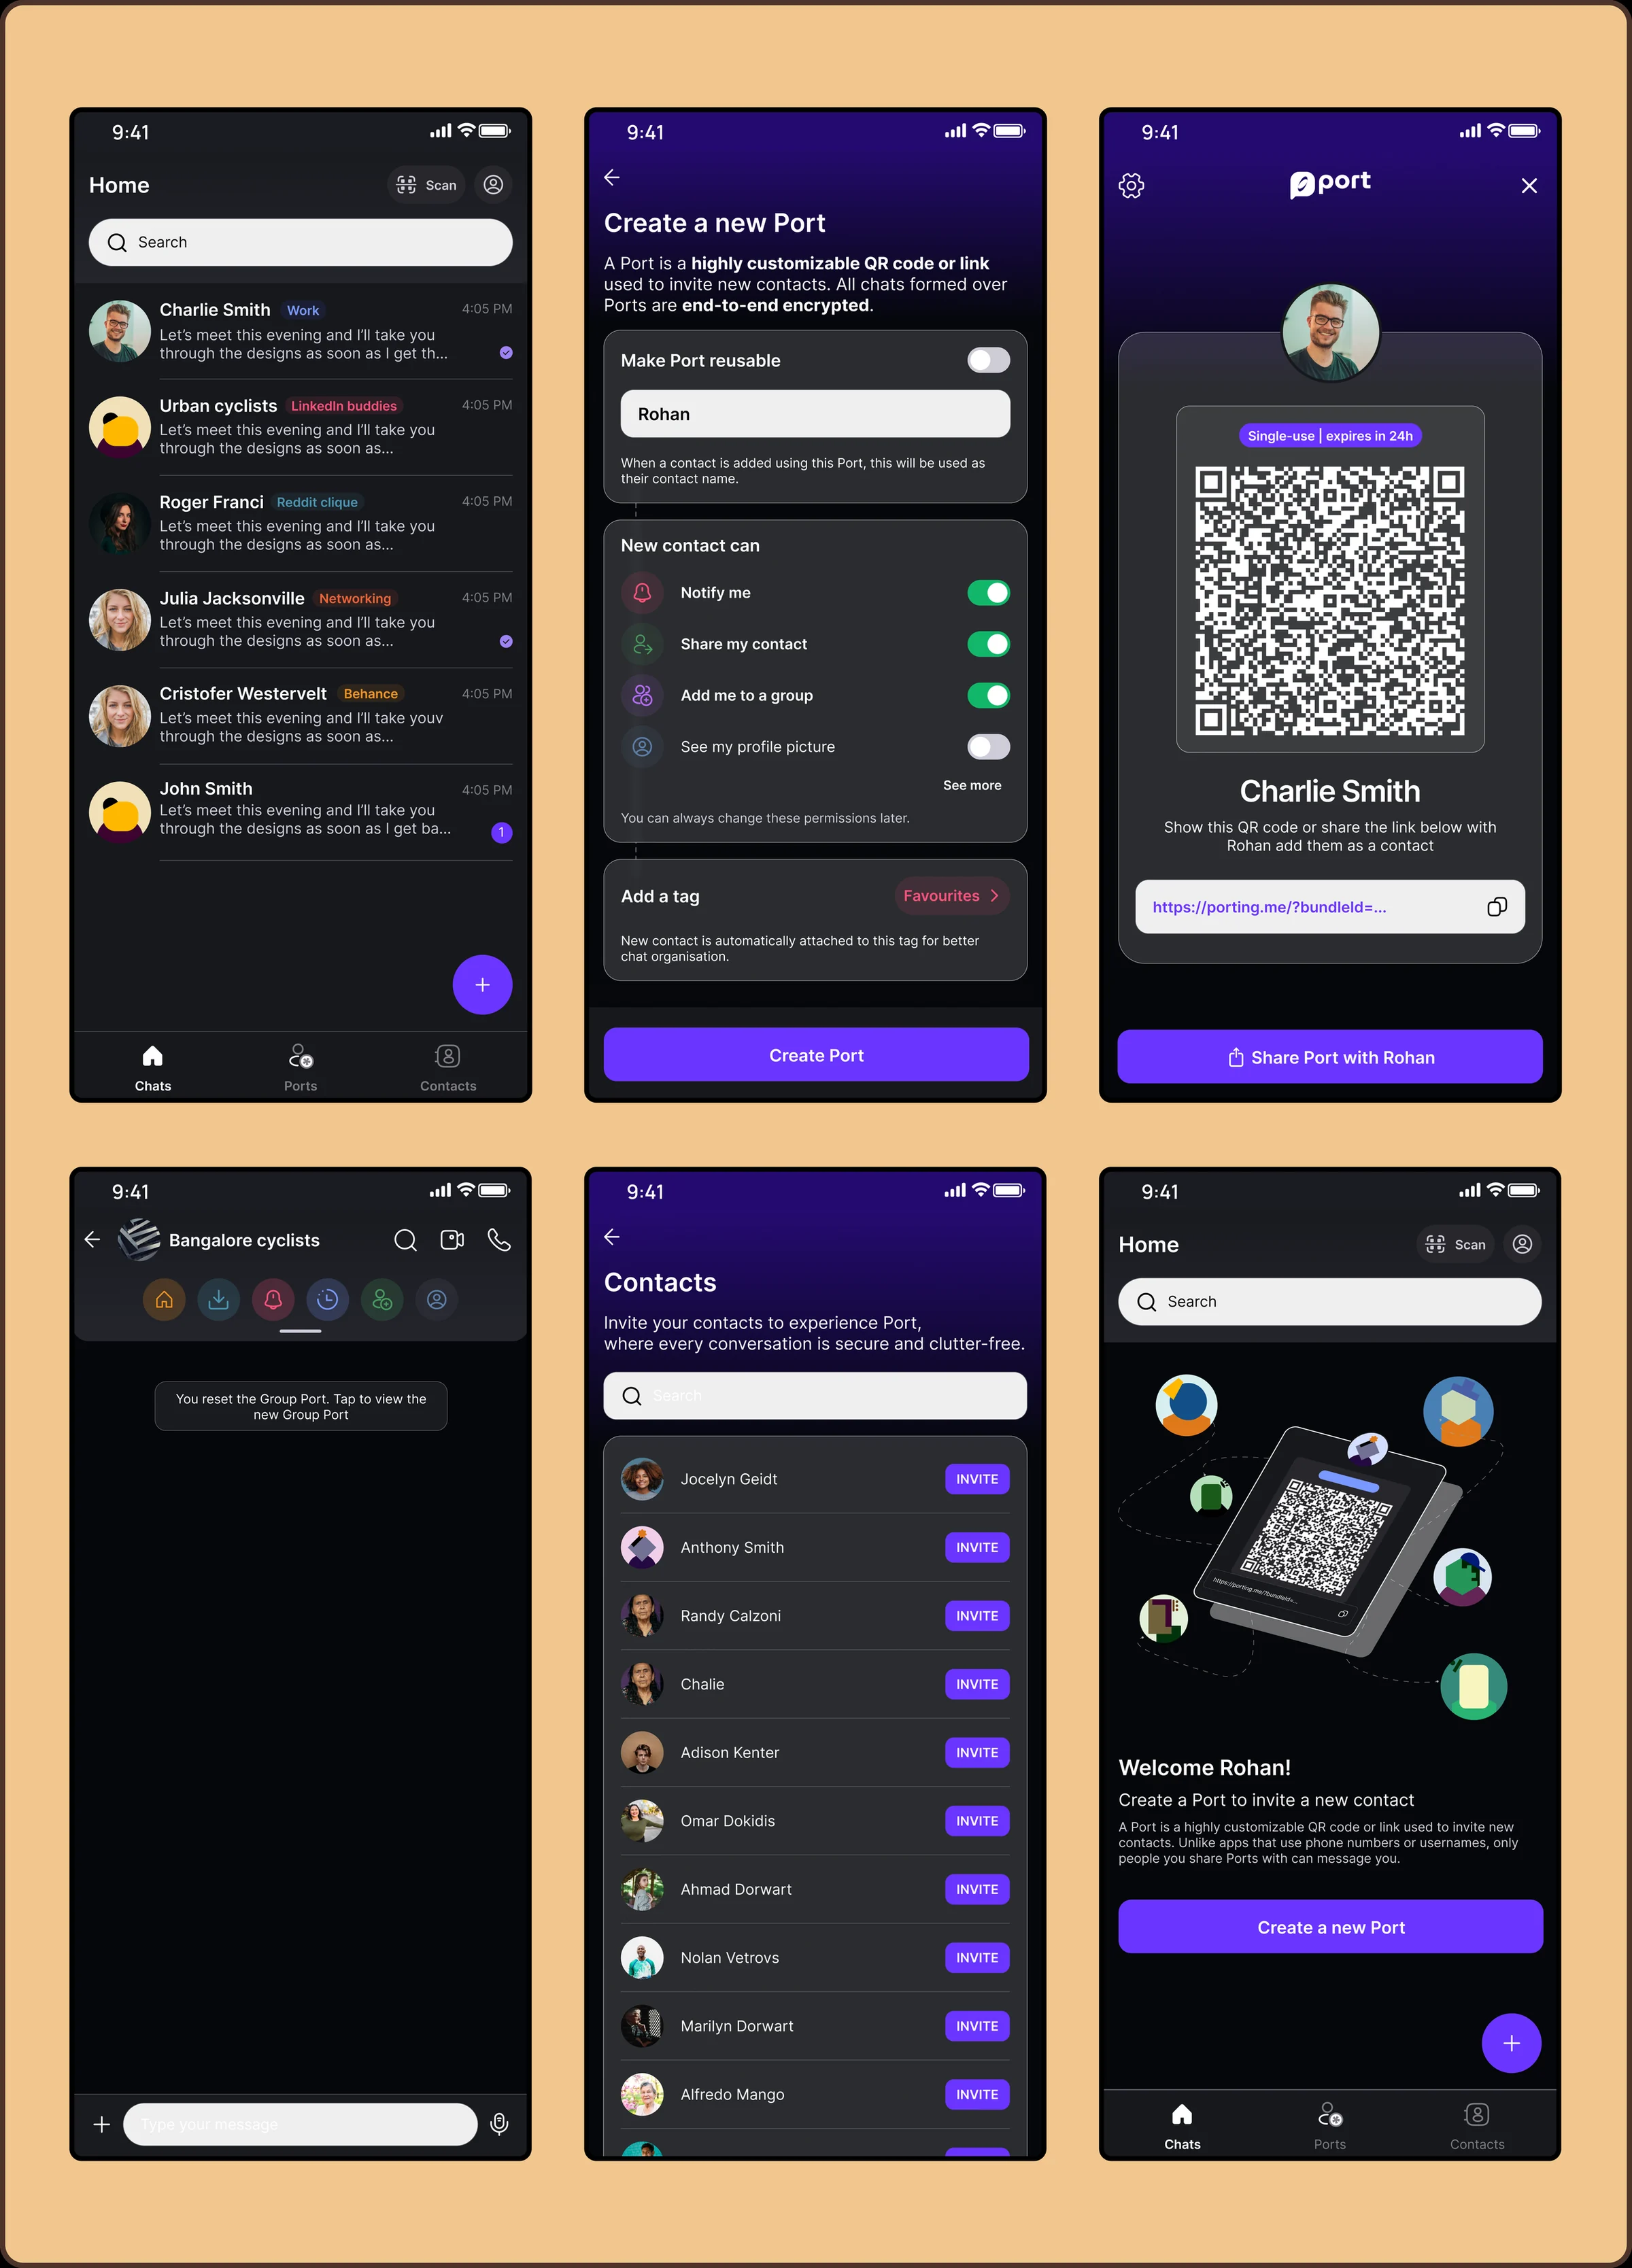 9:41
Home
Scan
Search
Charlie Smith Work 4:05 PM
Let's meet this evening and I'll take you
through the designs as soon as I get th...
Urban cyclists LinkedIn buddies 4:05 PM
Let's meet this evening and I'll take you
through the designs as soon as...
Roger Franci Reddit clique 4:05 PM
Let's meet this evening and I'll take you
through the designs as soon as...
Julia Jacksonville Networking 4:05 PM
Let's meet this evening and I'll take you
through the designs as soon as...
Cristofer Westervelt Behance 4:05 PM
Let's meet this evening and I'll take youv
through the designs as soon as...
John Smith 4:05 PM
Let's meet this evening and I'll take you
through the designs as soon as I get ba...
1
Chats Ports Contacts
9:41
Create a new Port
A Port is a highly customizable QR code or link
used to invite new contacts. All chats formed over
Ports are end-to-end encrypted.
Make Port reusable
Rohan
When a contact is added using this Port, this will be used as
their contact name.
New contact can
Notify me
Share my contact
Add me to a group
See my profile picture
See more
You can always change these permissions later.
Add a tag Favourites
New contact is automatically attached to this tag for better
chat organisation.
Create Port
9:41
port
Single-use | expires in 24h
Charlie Smith
Show this QR code or share the link below with
Rohan add them as a contact
https://porting.me/?bundleId=...
Share Port with Rohan
9:41
Bangalore cyclists
You reset the Group Port. Tap to view the
new Group Port
Type your message
9:41
Contacts
Invite your contacts to experience Port,
where every conversation is secure and clutter-free.
Search
Jocelyn Geidt INVITE
Anthony Smith INVITE
Randy Calzoni INVITE
Chalie INVITE
Adison Kenter INVITE
Omar Dokidis INVITE
Ahmad Dorwart INVITE
Nolan Vetrovs INVITE
Marilyn Dorwart INVITE
Alfredo Mango INVITE
9:41
Home
Scan
Search
https://porting.me/?bundleId=...
Welcome Rohan!
Create a Port to invite a new contact
A Port is a highly customizable QR code or link used to invite new
contacts. Unlike apps that use phone numbers or usernames, only
people you share Ports with can message you.
Create a new Port
Chats Ports Contacts